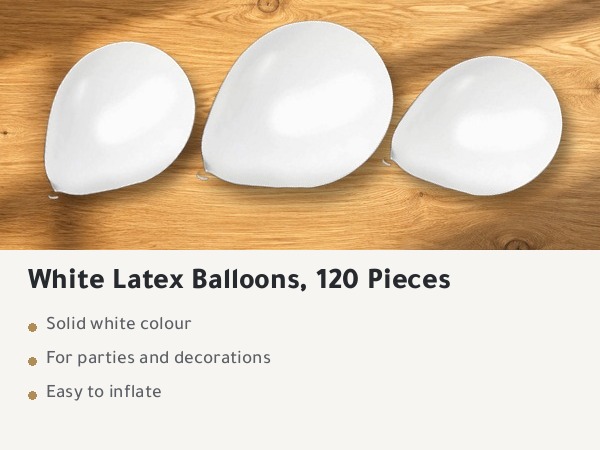 White Latex Balloons, 120 Pieces
Solid white colour
For parties and decorations
Easy to inflate